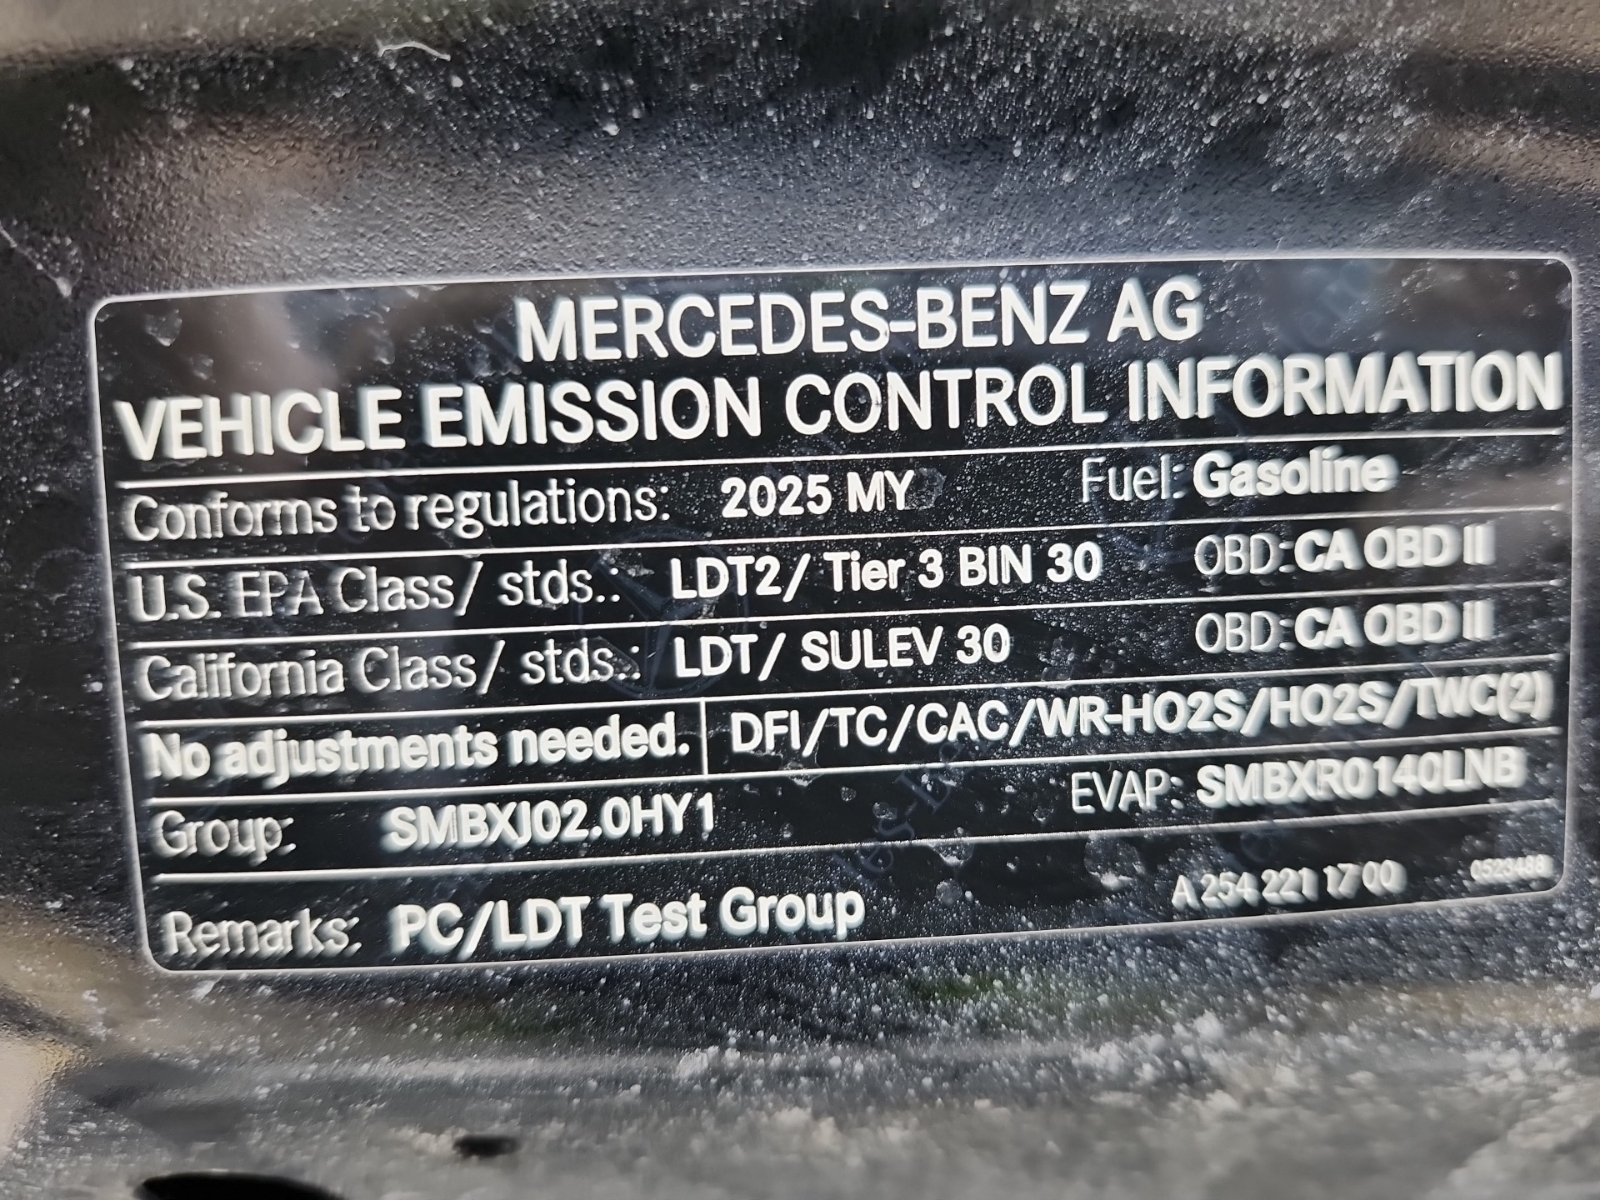 MERCEDES-BENZ AG
VEHICLE EMISSION CONTROL INFORMATION
Conforms to regulations: 2025 MY Fuel: Gasoline
U.S. EPA Class/ stds.: LDT2/ Tier 3 BIN 30 OBD: CA OBD II
California Class/ stds.: LDT/ SULEV 30 OBD: CA OBD II
No adjustments needed. DFI/TC/CAC/WR-HO2S/HO2S/TWC(2)
Group: SMBXJ02.0HY1 EVAP: SMBXR0140LNB
Remarks: PC/LDT Test Group A 254 221 17 00 0523488